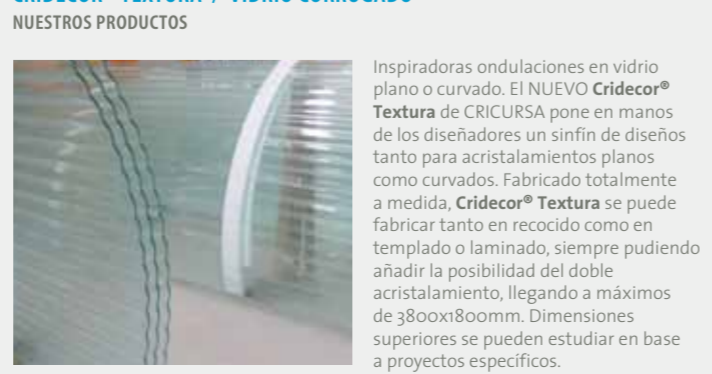 NUESTROS PRODUCTOS
Inspiradoras ondulaciones en vidrio
plano o curvado. El NUEVO Cridecor®
Textura de CRICURSA pone en manos
de los diseñadores un sinfín de diseños
tanto para acristalamientos planos
como curvados. Fabricado totalmente
a medida, Cridecor® Textura se puede
fabricar tanto en recocido como en
templado o laminado, siempre pudiendo
añadir la posibilidad del doble
acristalamiento, llegando a máximos
de 3800x1800mm. Dimensiones
superiores se pueden estudiar en base
a proyectos específicos.